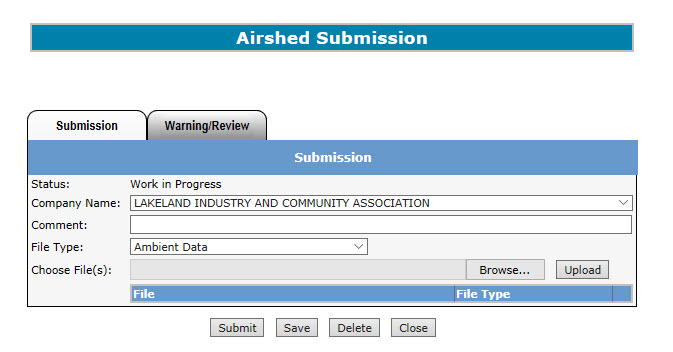 Airshed Submission
Submission Warning/Review
Submission
Status: Work in Progress
Company Name: LAKELAND INDUSTRY AND COMMUNITY ASSOCIATION
Comment:
File Type: Ambient Data
Choose File(s): Browse... Upload
File File Type
Submit Save Delete Close